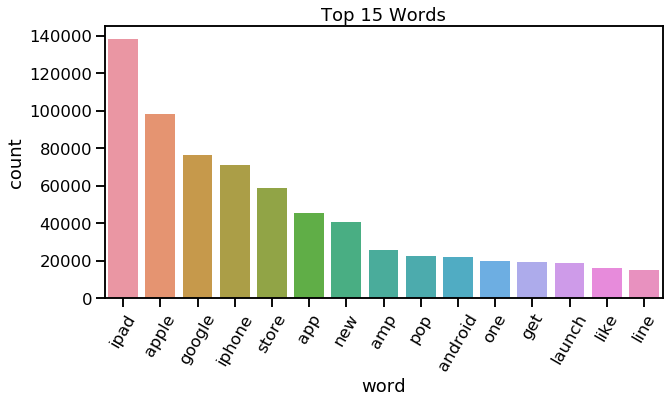 Top 15 Words
count
140000
120000
100000
80000
60000
40000
20000
0
ipad apple google iphone store app new amp pop android one get launch like line
word